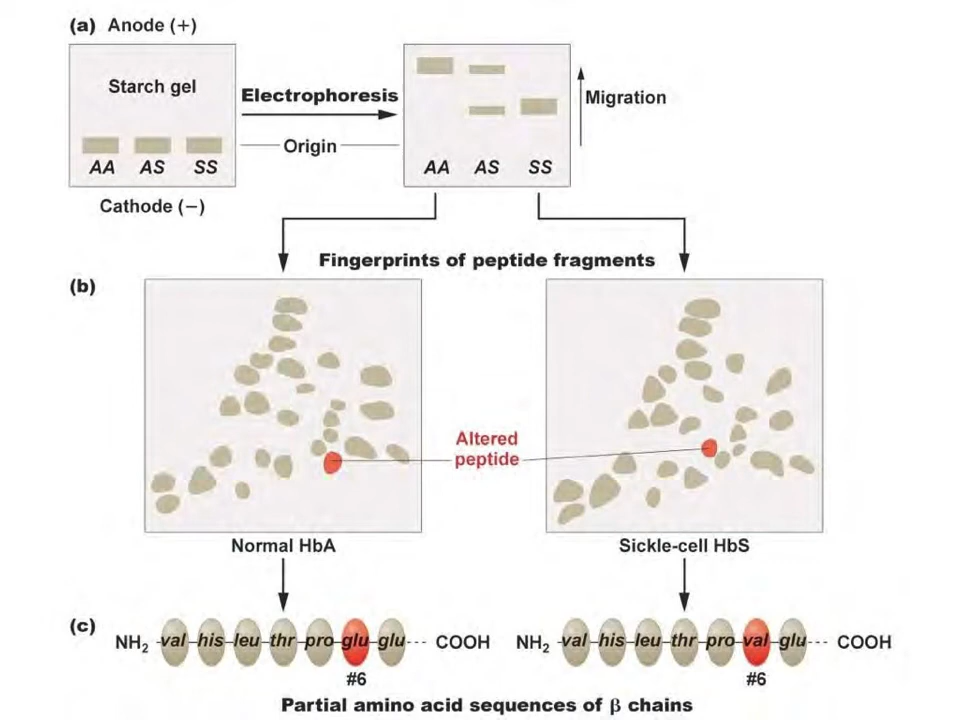 (a) Anode (+)
Starch gel
Electrophoresis
Migration
Origin
AA AS SS
AA AS SS
Cathode (−)
Fingerprints of peptide fragments
(b)
Altered
peptide
Normal HbA
Sickle-cell HbS
(c)
NH₂ val his leu thr pro glu glu COOH
NH₂ val his leu thr pro val glu COOH
#6
#6
Partial amino acid sequences of β chains